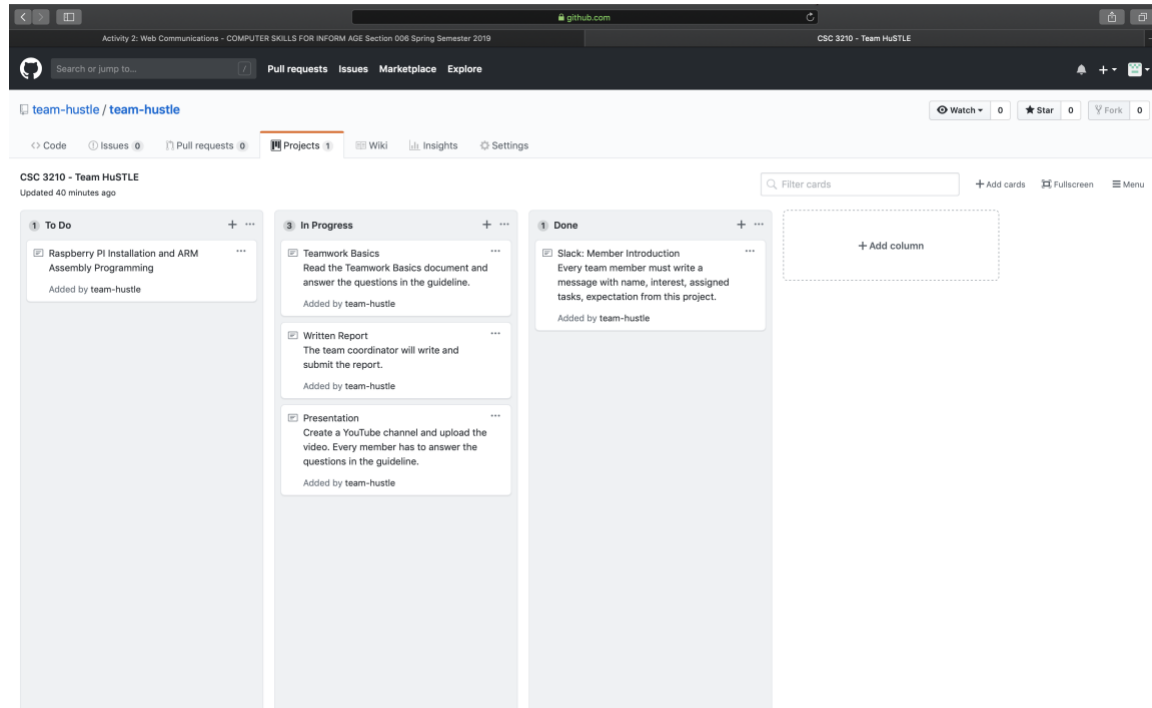 github.com
Activity 2: Web Communications - COMPUTER SKILLS FOR INFORM AGE Section 006 Spring Semester 2019
CSC 3210 - Team HuSTLE
Search or jump to...
/
Pull requests Issues Marketplace Explore
team-hustle / team-hustle
Watch 0 Star 0 Fork 0
Code Issues 0 Pull requests 0 Projects 1 Wiki Insights Settings
CSC 3210 - Team HuSTLE
Updated 40 minutes ago
Filter cards
+ Add cards Fullscreen Menu
1 To Do + ...
Raspberry PI Installation and ARM ...
Assembly Programming
Added by team-hustle
3 In Progress + ...
Teamwork Basics ...
Read the Teamwork Basics document and
answer the questions in the guideline.
Added by team-hustle
Written Report ...
The team coordinator will write and
submit the report.
Added by team-hustle
Presentation ...
Create a YouTube channel and upload the
video. Every member has to answer the
questions in the guideline.
Added by team-hustle
1 Done + ...
Slack: Member Introduction ...
Every team member must write a
message with name, interest, assigned
tasks, expectation from this project.
Added by team-hustle
+ Add column